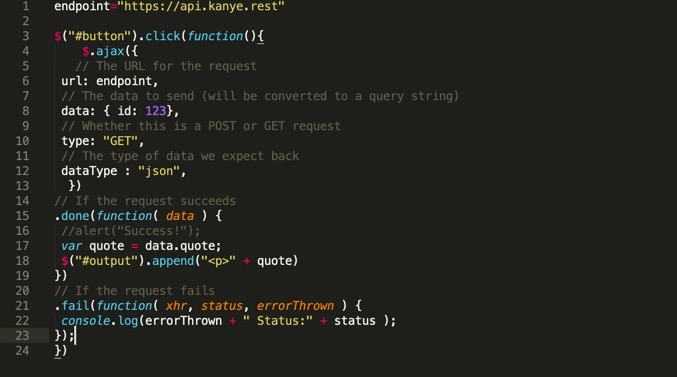 1 endpoint="https://api.kanye.rest"
2
3 $("#button").click(function(){
4 $.ajax({
5 // The URL for the request
6 url: endpoint,
7 // The data to send (will be converted to a query string)
8 data: { id: 123},
9 // Whether this is a POST or GET request
10 type: "GET",
11 // The type of data we expect back
12 dataType : "json",
13 })
14 // If the request succeeds
15 .done(function( data ) {
16 //alert("Success!");
17 var quote = data.quote;
18 $("#output").append("<p>" + quote)
19 })
20 // If the request fails
21 .fail(function( xhr, status, errorThrown ) {
22 console.log(errorThrown + " Status:" + status );
23 });
24 })